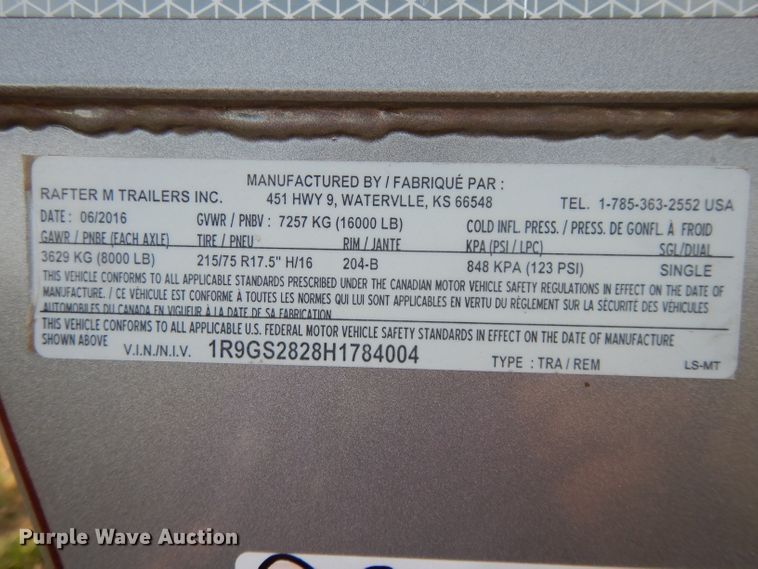 MANUFACTURED BY / FABRIQUÉ PAR :
RAFTER M TRAILERS INC. 451 HWY 9, WATERVLLE, KS 66548 TEL. 1-785-363-2552 USA
DATE : 06/2016 GVWR / PNBV : 7257 KG (16000 LB) COLD INFL. PRESS. / PRESS. DE GONFL. À FROID
GAWR / PNBE (EACH AXLE) TIRE / PNEU RIM / JANTE KPA (PSI / LPC) SGL/DUAL
3629 KG (8000 LB) 215/75 R17.5" H/16 204-B 848 KPA (123 PSI) SINGLE
THIS VEHICLE CONFORMS TO ALL APPLICABLE STANDARDS PRESCRIBED UNDER THE CANADIAN MOTOR VEHICLE SAFETY REGULATIONS IN EFFECT ON THE DATE OF
MANUFACTURE. / CE VÉHICULE EST CONFORME À TOUTES LES NORMES QUI LUI SONT APPLICABLES EN VERTU DU RÈGLEMENT SUR LA SÉCURITÉ DES VÉHICULES
AUTOMOBILES DU CANADA EN VIGUEUR À LA DATE DE SA FABRICATION.
THIS VEHICLE CONFORMS TO ALL APPLICABLE U.S. FEDERAL MOTOR VEHICLE SAFETY STANDARDS IN EFFECT ON THE DATE OF MANUFACTURE
SHOWN ABOVE V.I.N./N.I.V. 1R9GS2828H1784004 TYPE : TRA / REM LS-MT
Purple Wave Auction